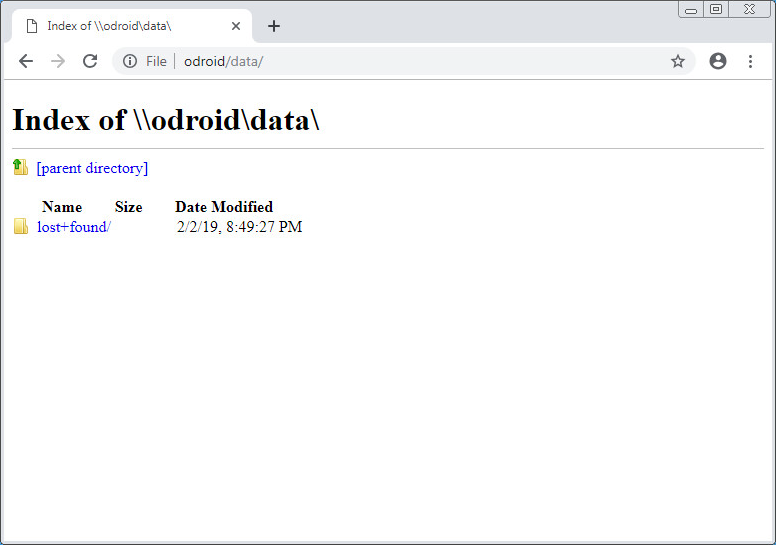 Index of \\odroid\data\
File odroid/data/
Index of \\odroid\data\
[parent directory]
Name Size Date Modified
lost+found/ 2/2/19, 8:49:27 PM